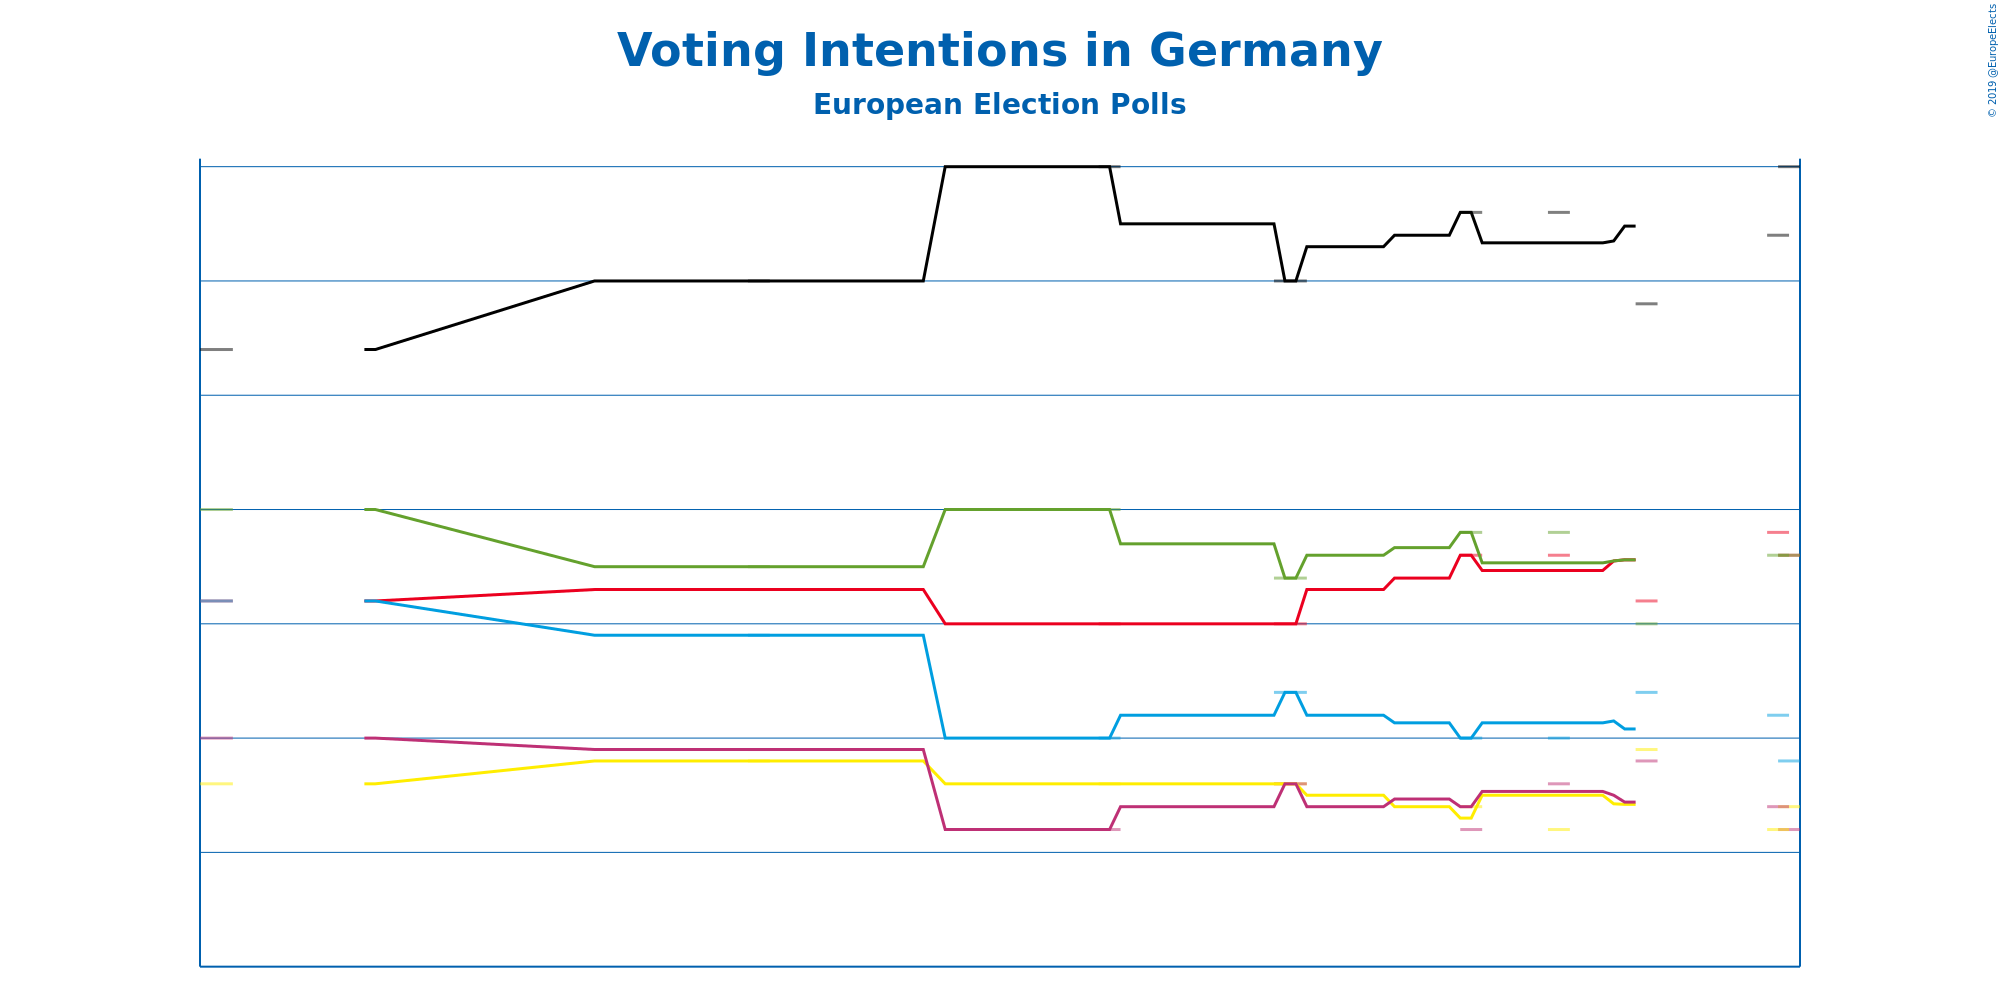 Voting Intentions in Germany
European Election Polls
© 2019 @EuropeElects